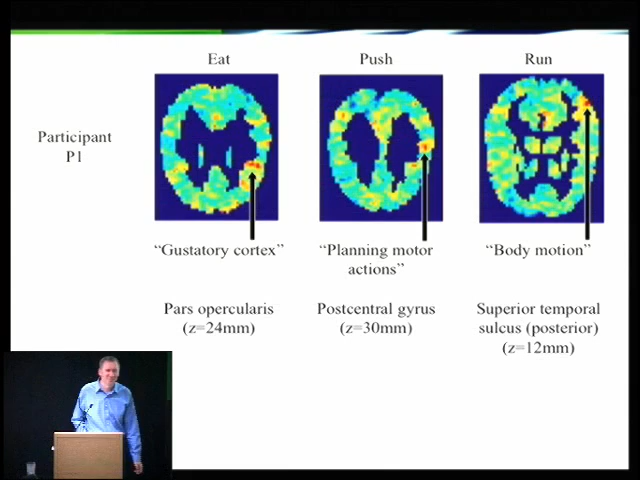 Eat
Push
Run
Participant
P1
“Gustatory cortex”
“Planning motor
actions”
“Body motion”
Pars opercularis
(z=24mm)
Postcentral gyrus
(z=30mm)
Superior temporal
sulcus (posterior)
(z=12mm)